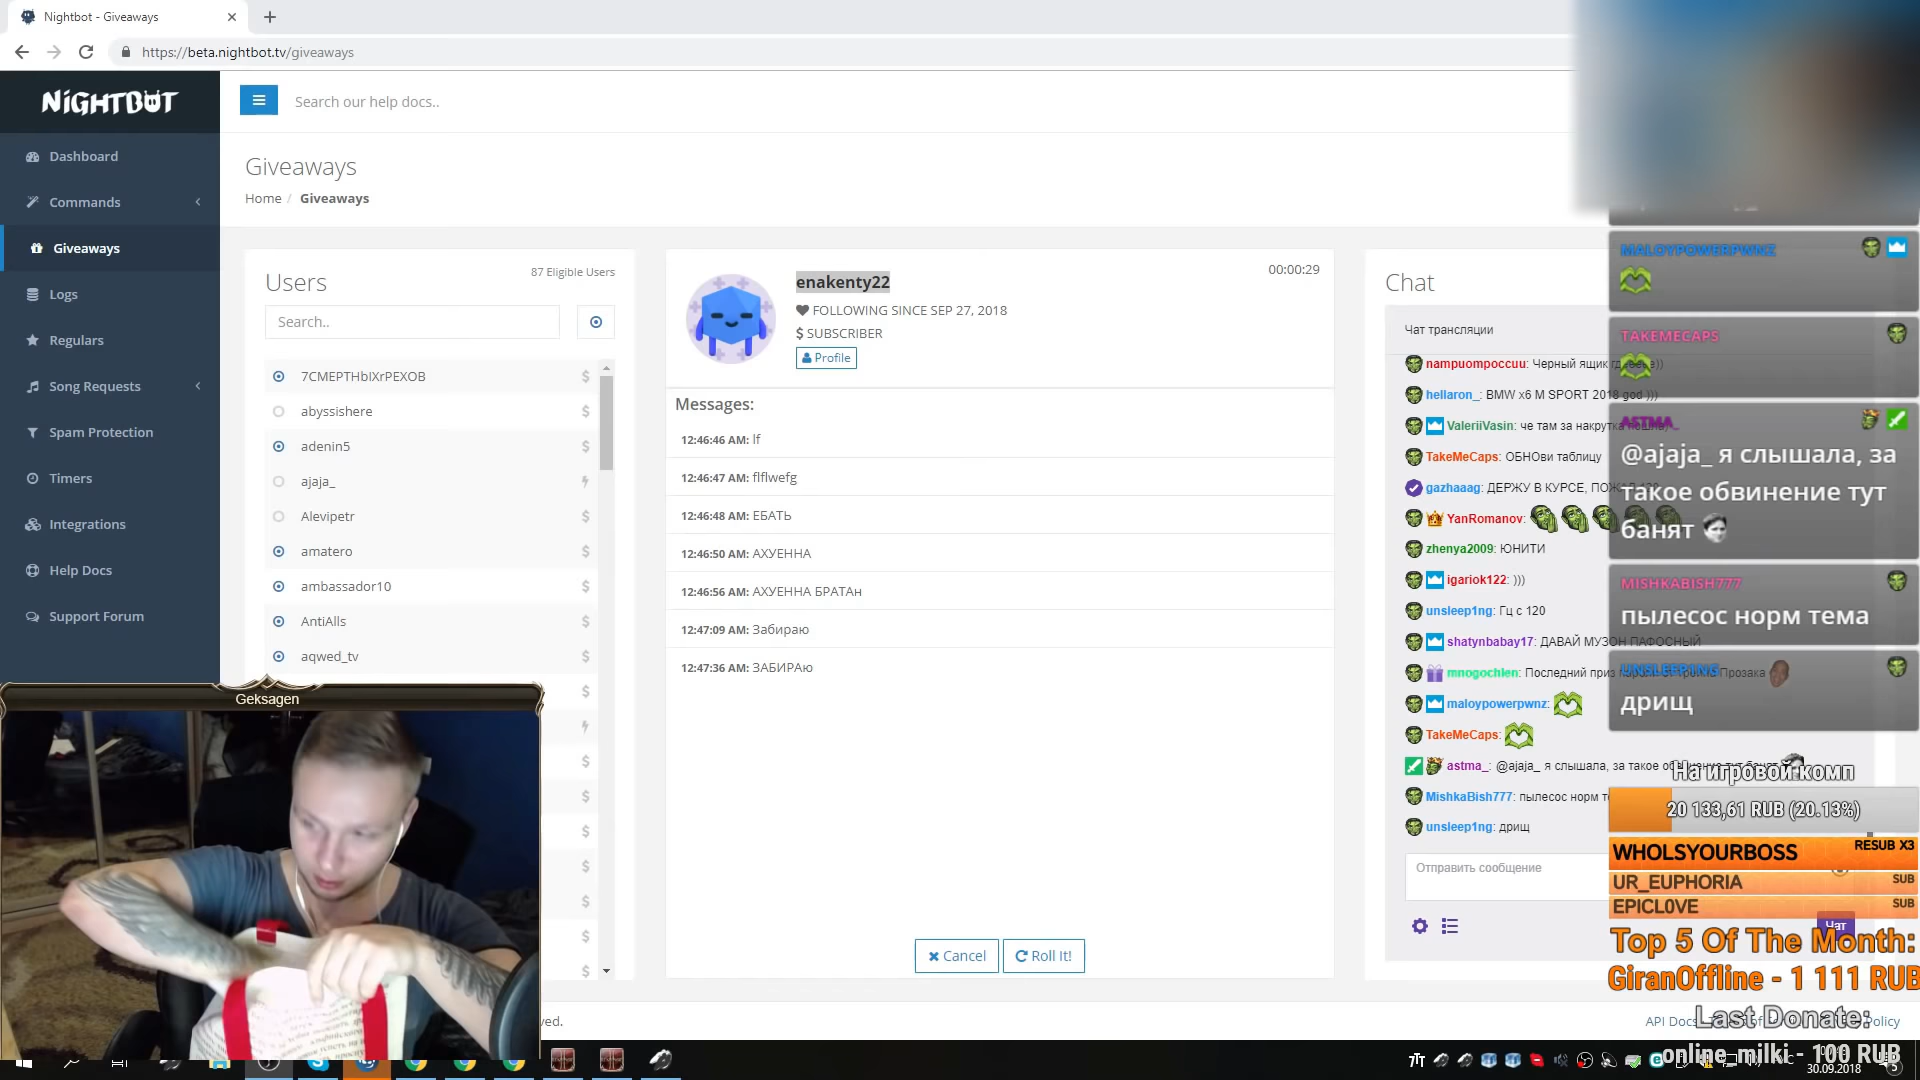 Nightbot - Giveaways
https://beta.nightbot.tv/giveaways
NIGHTBOT
Search our help docs..
Dashboard
Commands
Giveaways
Logs
Regulars
Song Requests
Spam Protection
Timers
Integrations
Help Docs
Support Forum
Giveaways
Home / Giveaways
Users
87 Eligible Users
Search..
7CMEPTHbIXrPEXOB
abyssishere
adenin5
ajaja_
Alevipetr
amatero
ambassador10
AntiAlls
aqwed_tv
Geksagen
enakenty22
00:00:29
FOLLOWING SINCE SEP 27, 2018
$ SUBSCRIBER
Profile
Messages:
12:46:46 AM: lf
12:46:47 AM: flflwefg
12:46:48 AM: ЕБАТЬ
12:46:50 AM: АХУЕННА
12:46:56 AM: АХУЕННА БРАТАн
12:47:09 AM: Забираю
12:47:36 AM: ЗАБИРАю
Cancel
Roll It!
ved.
Chat
Чат трансляции
nampuompoccuu: Черный ящик
hellaron_: BMW x6 M SPORT 2018 god )))
ValeriiVasin: че там за накрутка
TakeMeCaps: ОБНОви таблицу
gazhaaag: ДЕРЖУ В КУРСЕ,
YanRomanov:
zhenya2009: ЮНИТИ
igariok122: )))
unsleep1ng: Гц с 120
shatynbabay17: ДАВАЙ МУЗОН ПАФОСНЫЙ
mnogochlen: Последний приз Прозака
maloypowerpwnz:
TakeMeCaps:
astma_: @ajaja_ я слышала, за такое
MishkaBish777: пылесос норм
unsleep1ng: дрищ
Отправить сообщение
Чат
MALOYPOWERPWNZ
TAKEMECAPS
ASTMA_
@ajaja_ я слышала, за
такое обвинение тут
банят
MISHKABISH777
пылесос норм тема
UNSLEEP1NG
дрищ
На игровой комп
20 133,61 RUB (20.13%)
WHOLSYOURBOSS RESUB X3
UR_EUPHORIA SUB
EPICL0VE SUB
Top 5 Of The Month:
GiranOffline - 1 111 RUB
API Docs
Policy
Last Donate:
online_milki - 100 RUB
30.09.2018
5